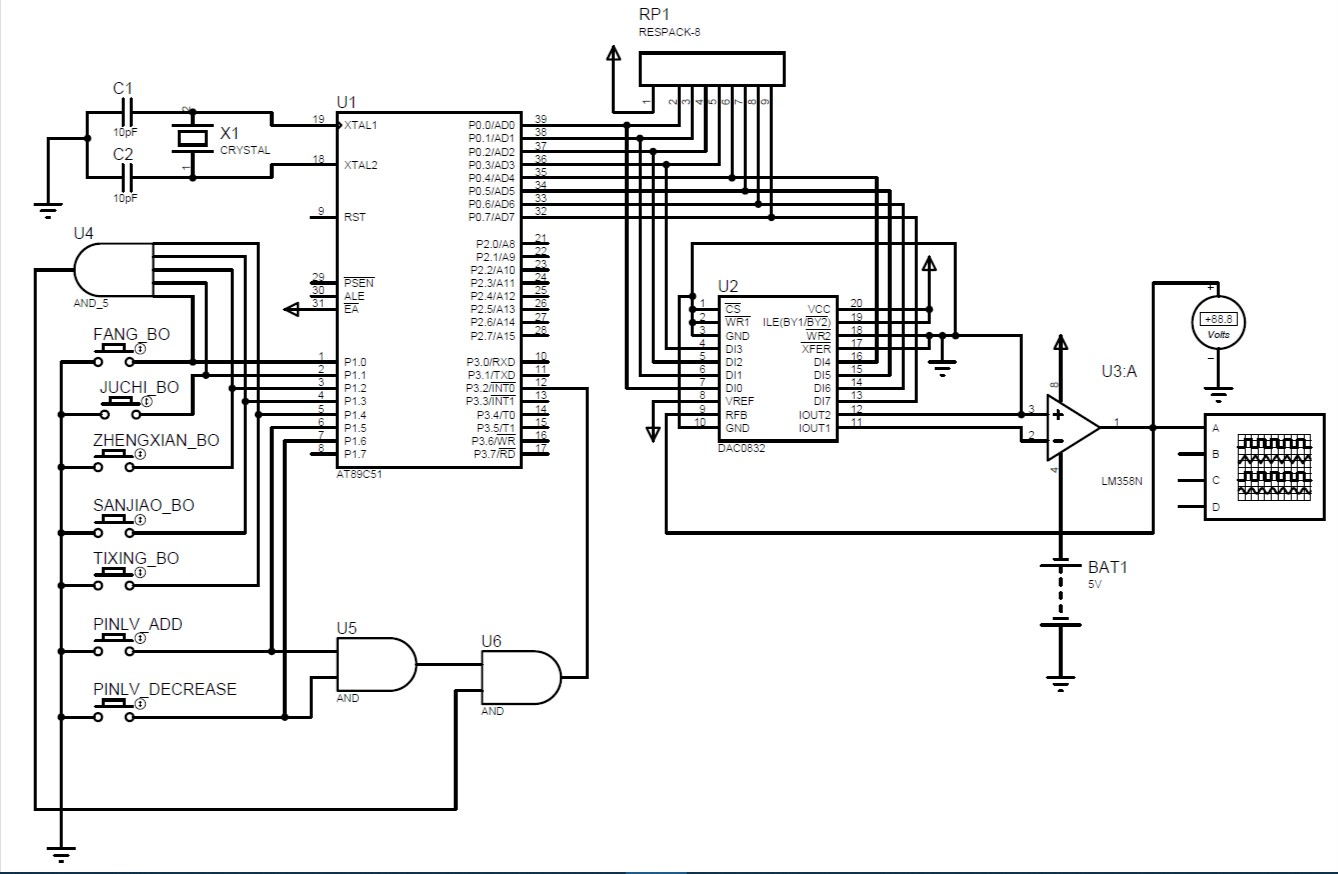 RP1
RESPACK-8
1
2
3
4
5
6
7
8
9
C1
10pF
C2
10pF
2
X1
CRYSTAL
1
U1
19 XTAL1
18 XTAL2
9 RST
29 PSEN
30 ALE
31 EA
1 P1.0
2 P1.1
3 P1.2
4 P1.3
5 P1.4
6 P1.5
7 P1.6
8 P1.7
P0.0/AD0 39
P0.1/AD1 38
P0.2/AD2 37
P0.3/AD3 36
P0.4/AD4 35
P0.5/AD5 34
P0.6/AD6 33
P0.7/AD7 32
P2.0/A8 21
P2.1/A9 22
P2.2/A10 23
P2.3/A11 24
P2.4/A12 25
P2.5/A13 26
P2.6/A14 27
P2.7/A15 28
P3.0/RXD 10
P3.1/TXD 11
P3.2/INT0 12
P3.3/INT1 13
P3.4/T0 14
P3.5/T1 15
P3.6/WR 16
P3.7/RD 17
AT89C51
U4
AND_5
FANG_BO
JUCHI_BO
ZHENGXIAN_BO
SANJIAO_BO
TIXING_BO
PINLV_ADD
PINLV_DECREASE
U5
AND
U6
AND
U2
1 CS VCC 20
2 WR1 ILE(BY1/BY2) 19
3 GND WR2 18
4 DI3 XFER 17
5 DI2 DI4 16
6 DI1 DI5 15
7 DI0 DI6 14
8 VREF DI7 13
9 RFB IOUT2 12
10 GND IOUT1 11
DAC0832
U3:A
8
3
2
1
4
LM358N
+
+88.8
Volts
−
A
B
C
D
BAT1
5V